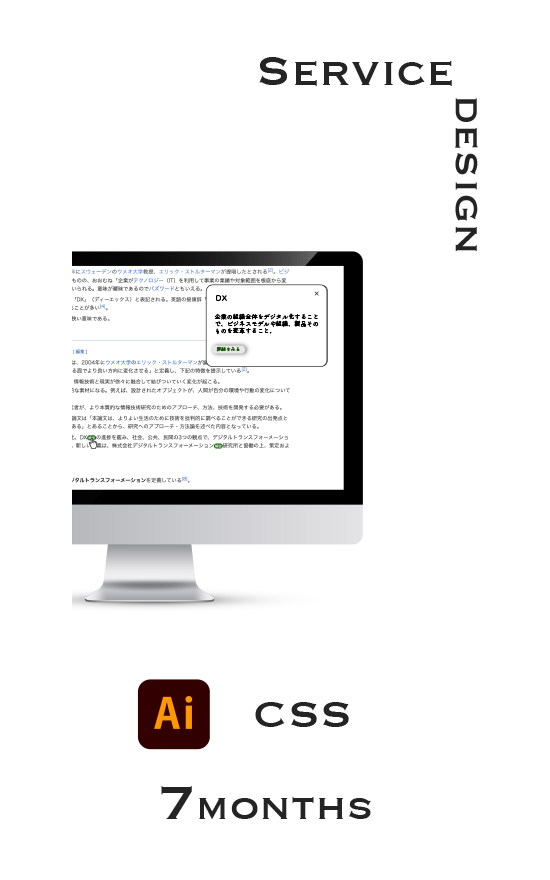 SERVICE
DESIGN
年にスウェーデンのウメオ大学教授、エリック・ストルターマンが提唱したとされる[2]。ビジ
ものの、おおむね「企業がテクノロジー（IT）を利用して事業の業績や対象範囲を根底から変
いられる。意味が曖昧であるのでバズワードともいえる。
「DX」（ディーエックス）と表記される。英語の接頭辞
ことが多い[4]。
い意味である。
DX
×
企業の組織全体をデジタル化すること
で、ビジネスモデルや組織、製品その
ものを変革すること。
詳細をみる
[編集]
は、2004年にウメオ大学のエリック・ストルターマンが
る面でより良い方向に変化させる」と定義し、下記の特徴を提示している[2]。
情報技術と現実が徐々に融合して結びついていく変化が起こる。
な素材になる。例えば、設計されたオブジェクトが、人間が自分の環境や行動の変化について
者が、より本質的な情報技術研究のためのアプローチ、方法、技術を開発する必要がある。
論文は「本論文は、よりよい生活のために技術を批判的に調べることができる研究の出発点と
ある」とあることから、研究へのアプローチ・方法論を述べた内容となっている。
DXの進捗を鑑み、社会、公共、民間の3つの観点で、デジタルトランスフォーメーショ
新しい 義は、株式会社デジタルトランスフォーメーション研究所と協働の上、策定およ
ジタルトランスフォーメーションを定義している[5]。
Ai
CSS
7MONTHS